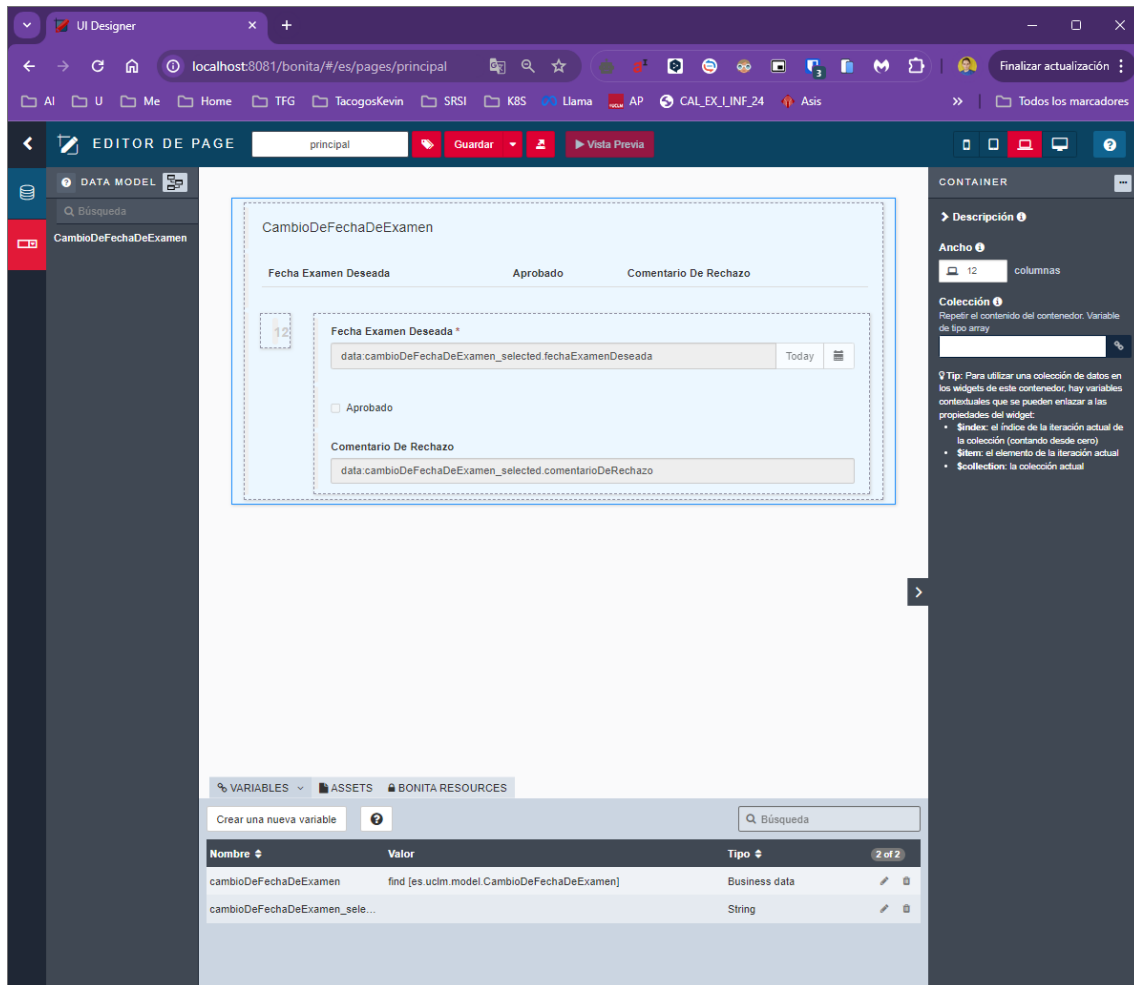 UI Designer
localhost:8081/bonita/#/es/pages/principal
Finalizar actualización
AI U Me Home TFG TacogosKevin SRSI K8S Llama AP CAL_EX_I_INF_24 Asis » Todos los marcadores
EDITOR DE PAGE principal Guardar Vista Previa
DATA MODEL
Búsqueda
CambioDeFechaDeExamen
CambioDeFechaDeExamen
Fecha Examen Deseada Aprobado Comentario De Rechazo
12
Fecha Examen Deseada *
data:cambioDeFechaDeExamen_selected.fechaExamenDeseada Today
Aprobado
Comentario De Rechazo
data:cambioDeFechaDeExamen_selected.comentarioDeRechazo
CONTAINER
Descripción
Ancho
12 columnas
Colección
Repetir el contenido del contenedor. Variable
de tipo array
Tip: Para utilizar una colección de datos en
los widgets de este contenedor, hay variables
contextuales que se pueden enlazar a las
propiedades del widget:
• $index: el índice de la iteración actual de
la colección (contando desde cero)
• $item: el elemento de la iteración actual
• $collection: la colección actual
VARIABLES ASSETS BONITA RESOURCES
Crear una nueva variable Búsqueda
Nombre Valor Tipo 2 of 2
cambioDeFechaDeExamen find [es.uclm.model.CambioDeFechaDeExamen] Business data
cambioDeFechaDeExamen_sele... String